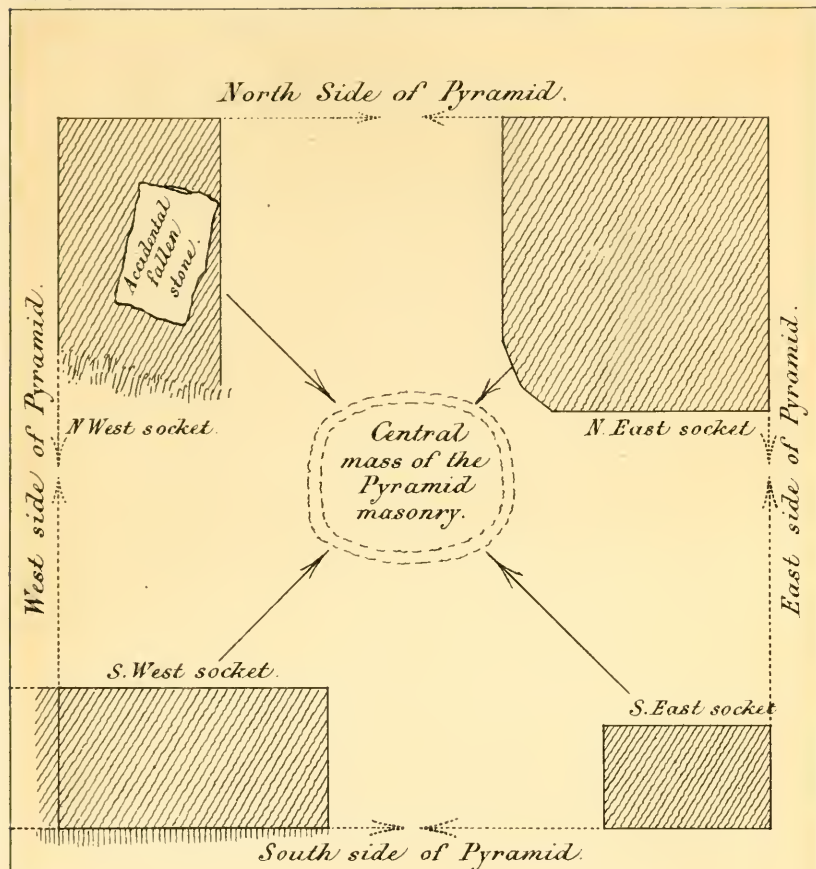 North Side of Pyramid.
Accidental
fallen
stone.
West side of Pyramid.
East side of Pyramid.
N West socket.
N. East socket
Central
mass of the
Pyramid
masonry.
S. West socket.
S. East socket
South side of Pyramid.